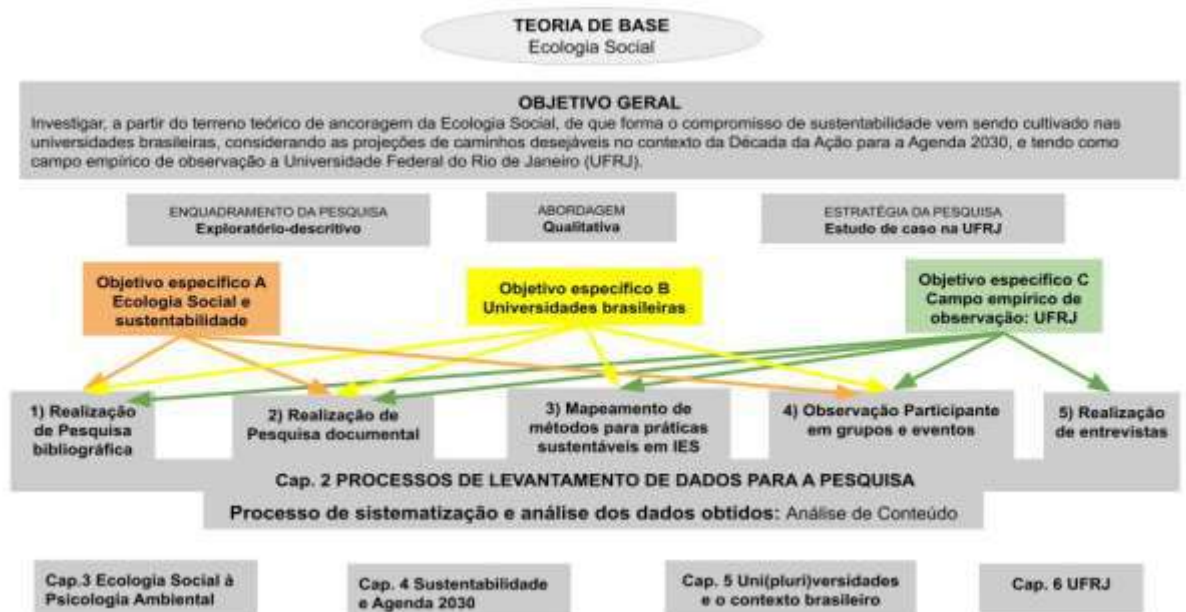 TEORIA DE BASE
Ecologia Social
OBJETIVO GERAL
Investigar, a partir do terreno teórico de ancoragem da Ecologia Social, de que forma o compromisso de sustentabilidade vem sendo cultivado nas
universidades brasileiras, considerando as projeções de caminhos desejáveis no contexto da Década da Ação para a Agenda 2030, e tendo como
campo empírico de observação a Universidade Federal do Rio de Janeiro (UFRJ).
ENQUADRAMENTO DA PESQUISA
Exploratório-descritivo
ABORDAGEM
Qualitativa
ESTRATÉGIA DA PESQUISA
Estudo de caso na UFRJ
Objetivo específico A
Ecologia Social e
sustentabilidade
Objetivo específico B
Universidades brasileiras
Objetivo específico C
Campo empírico de
observação: UFRJ
1) Realização
de Pesquisa
bibliográfica
2) Realização de
Pesquisa documental
3) Mapeamento de
métodos para práticas
sustentáveis em IES
4) Observação Participante
em grupos e eventos
5) Realização
de entrevistas
Cap. 2 PROCESSOS DE LEVANTAMENTO DE DADOS PARA A PESQUISA
Processo de sistematização e análise dos dados obtidos: Análise de Conteúdo
Cap.3 Ecologia Social à
Psicologia Ambiental
Cap. 4 Sustentabilidade
e Agenda 2030
Cap. 5 Uni(pluri)versidades
e o contexto brasileiro
Cap. 6 UFRJ